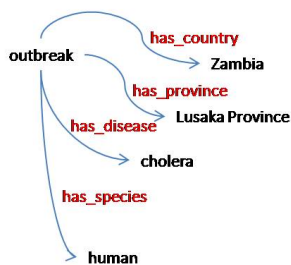 has_country
outbreak
Zambia
has_province
Lusaka Province
has_disease
cholera
has_species
human